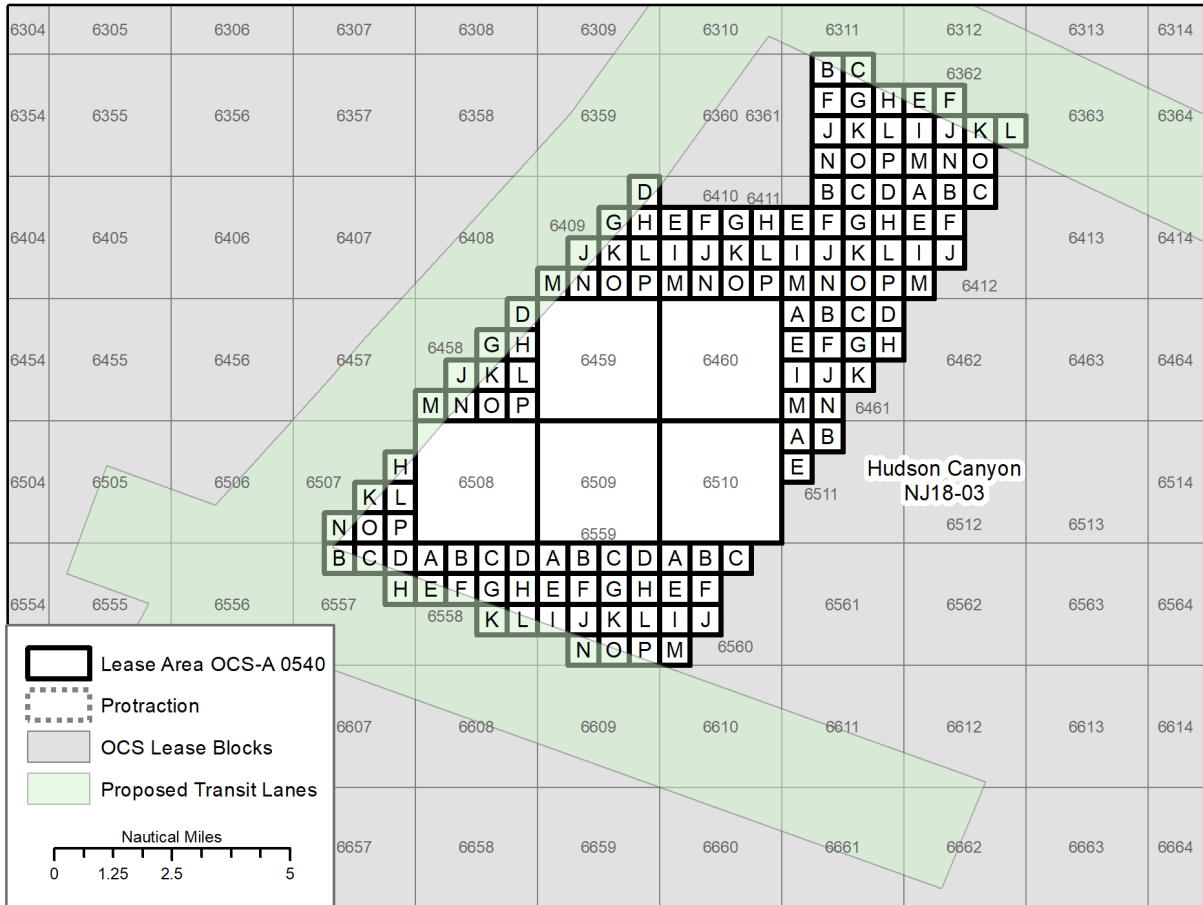 6304 6305 6306 6307 6308 6309 6310 6311 6312 6313 6314
B C 6362
F G H E F
6354 6355 6356 6357 6358 6359 6360 6361 J K L I J K L 6363 6364
N O P M N O
D 6410 6411 B C D A B C
6409 G H E F G H E F G H E F
6404 6405 6406 6407 6408 J K L I J K L I J K L I J 6413 6414
M N O P M N O P M N O P M 6412
D A B C D
6458 G H E F G H
6454 6455 6456 6457 J K L 6459 6460 I J K 6462 6463 6464
M N O P M N 6461
A B
H E Hudson Canyon
6504 6505 6506 6507 K L 6508 6509 6510 6511 NJ18-03 6514
N O P 6559 6512 6513
B C D A B C D A B C D A B C
H E F G H E F G H E F
6554 6555 6556 6557 6558 K L I J K L I J 6561 6562 6563 6564
N O P M 6560
Lease Area OCS-A 0540
Protraction
OCS Lease Blocks
Proposed Transit Lanes
6607 6608 6609 6610 6611 6612 6613 6614
Nautical Miles
0 1.25 2.5 5
6657 6658 6659 6660 6661 6662 6663 6664